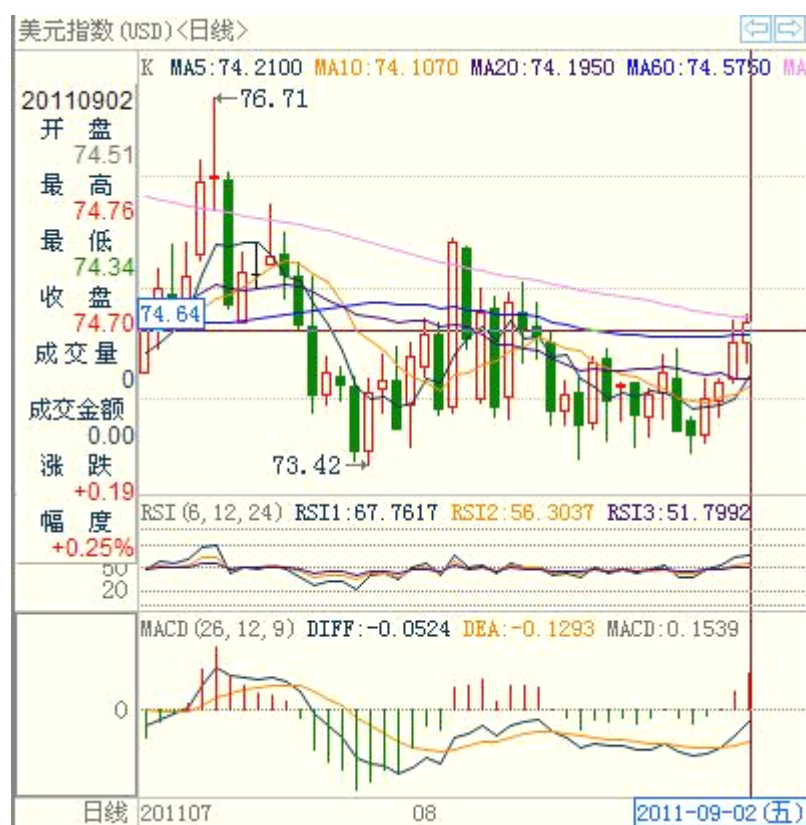 美元指数(USD)<日线>
K MA5:74.2100 MA10:74.1070 MA20:74.1950 MA60:74.5750 MA
20110902
76.71
开 盘
74.51
最 高
74.76
最 低
74.34
收 盘
74.64
74.70
成交量
0
成交金额
0.00
涨 跌
73.42
+0.19
幅 度
RSI(6,12,24) RSI1:67.7617 RSI2:56.3037 RSI3:51.7992
+0.25%
50
20
MACD(26,12,9) DIFF:-0.0524 DEA:-0.1293 MACD:0.1539
0
日线 201107 08 2011-09-02(五)